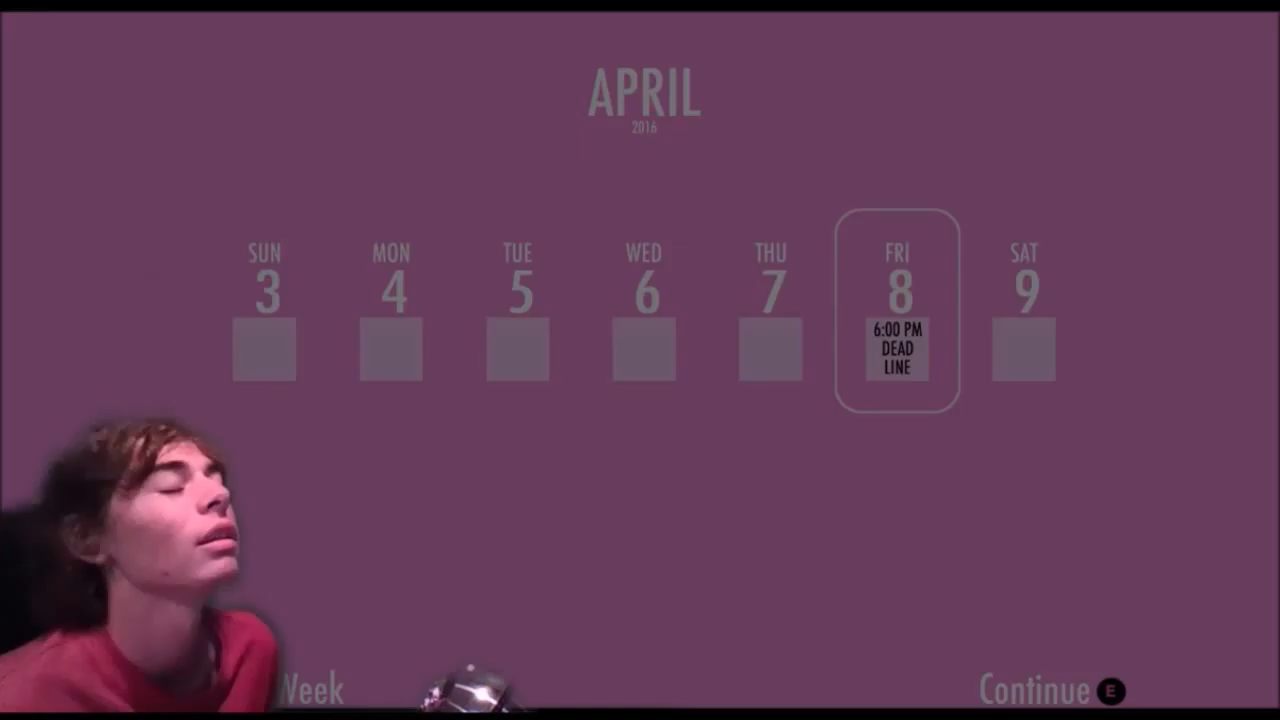 APRIL
2016
SUN MON TUE WED THU FRI SAT
3 4 5 6 7 8 9
6:00 PM
DEAD
LINE
Week
Continue E